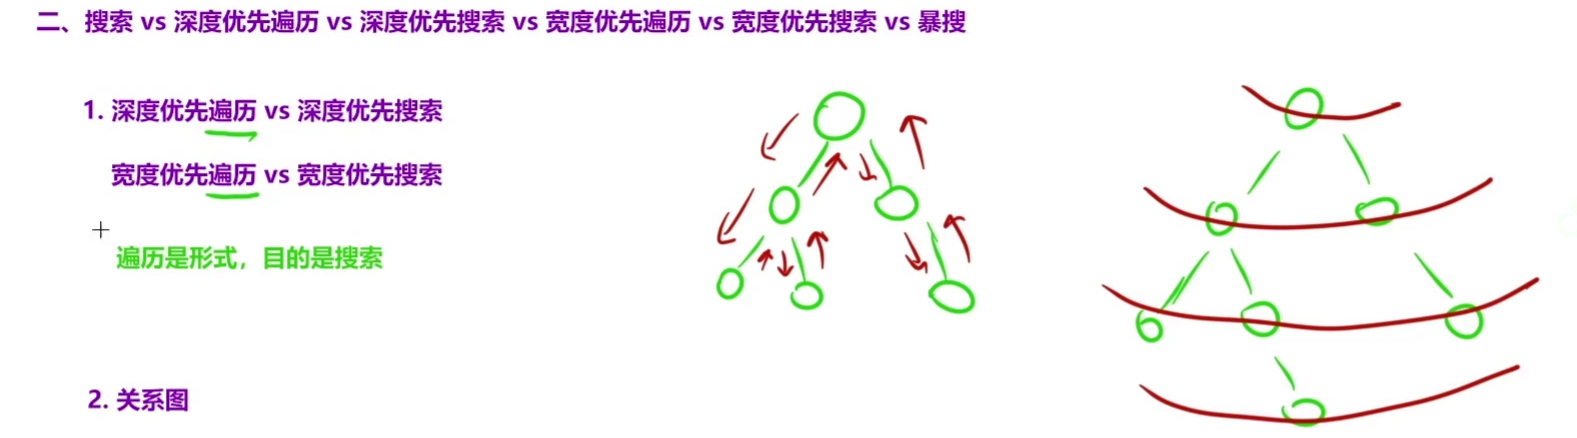 二、搜索 vs 深度优先遍历 vs 深度优先搜索 vs 宽度优先遍历 vs 宽度优先搜索 vs 暴搜
1. 深度优先遍历 vs 深度优先搜索
宽度优先遍历 vs 宽度优先搜索
遍历是形式，目的是搜索
2. 关系图